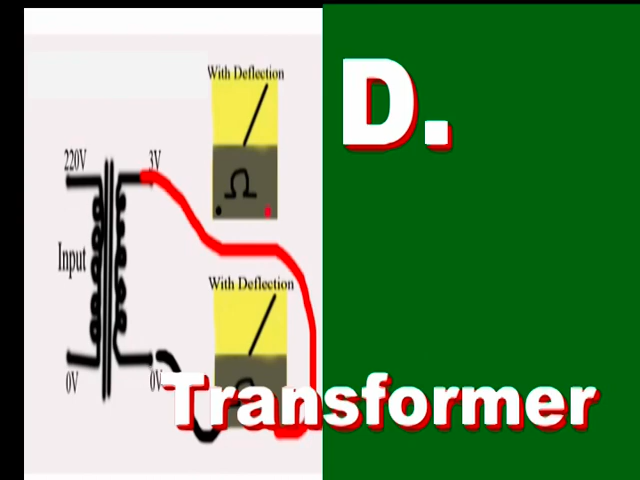 With Deflection
D.
220V 3V
Ω
Input
With Deflection
0V 0V
Transformer